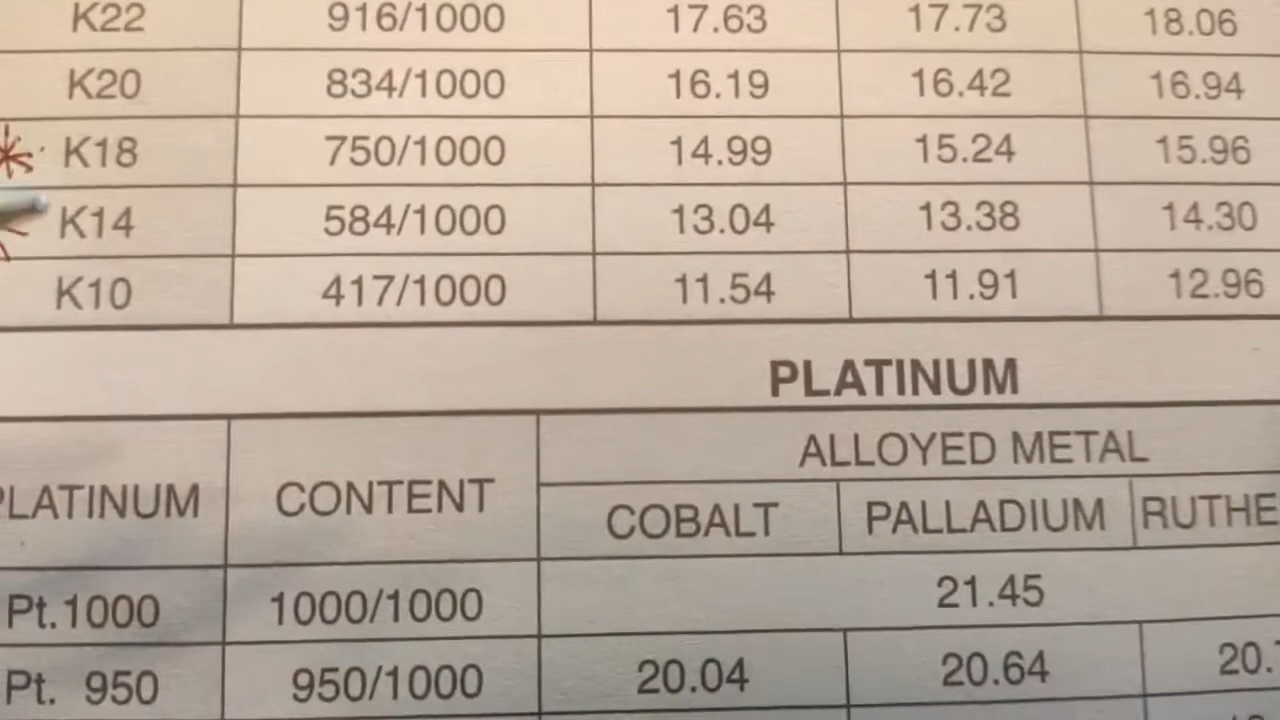 K22 916/1000 17.63 17.73 18.06
K20 834/1000 16.19 16.42 16.94
K18 750/1000 14.99 15.24 15.96
K14 584/1000 13.04 13.38 14.30
K10 417/1000 11.54 11.91 12.96
PLATINUM
ALLOYED METAL
PLATINUM CONTENT COBALT PALLADIUM RUTHE
Pt.1000 1000/1000 21.45
Pt. 950 950/1000 20.04 20.64 20.